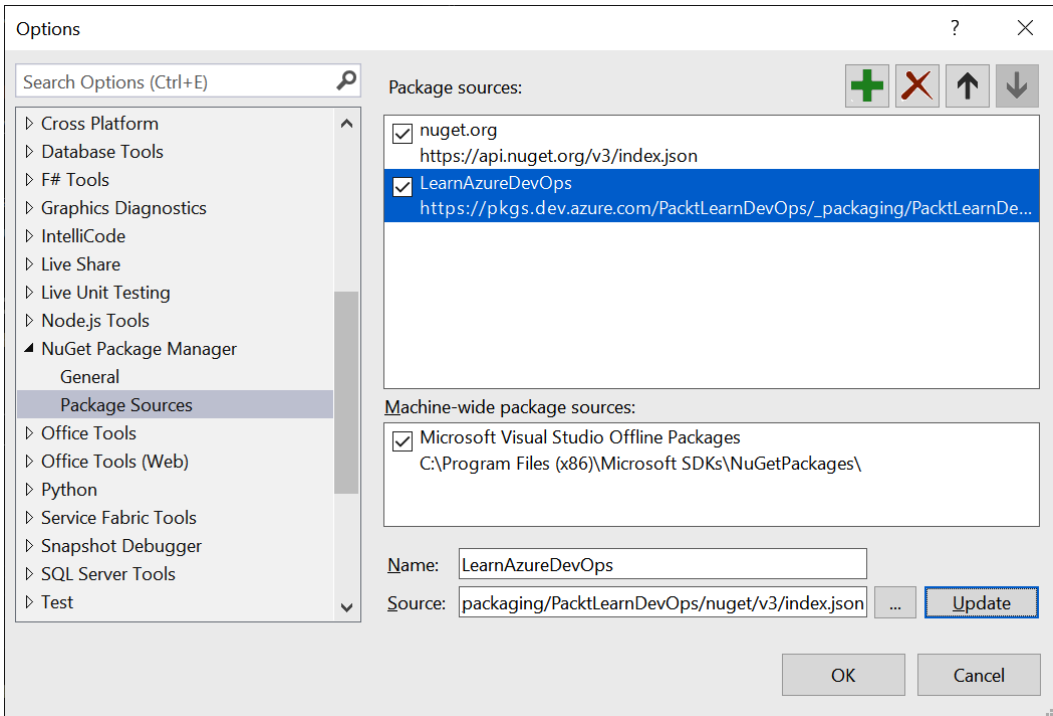 Options
?
Search Options (Ctrl+E)
Cross Platform
Database Tools
F# Tools
Graphics Diagnostics
IntelliCode
Live Share
Live Unit Testing
Node.js Tools
NuGet Package Manager
General
Package Sources
Office Tools
Office Tools (Web)
Python
Service Fabric Tools
Snapshot Debugger
SQL Server Tools
Test
Package sources:
nuget.org
https://api.nuget.org/v3/index.json
LearnAzureDevOps
https://pkgs.dev.azure.com/PacktLearnDevOps/_packaging/PacktLearnDe...
Machine-wide package sources:
Microsoft Visual Studio Offline Packages
C:\Program Files (x86)\Microsoft SDKs\NuGetPackages\
Name: LearnAzureDevOps
Source: packaging/PacktLearnDevOps/nuget/v3/index.json ... Update
OK Cancel